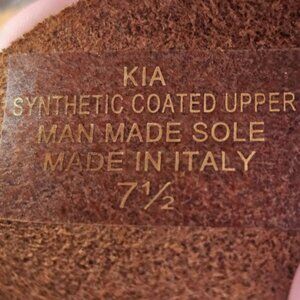 KIA
SYNTHETIC COATED UPPER
MAN MADE SOLE
MADE IN ITALY
7½